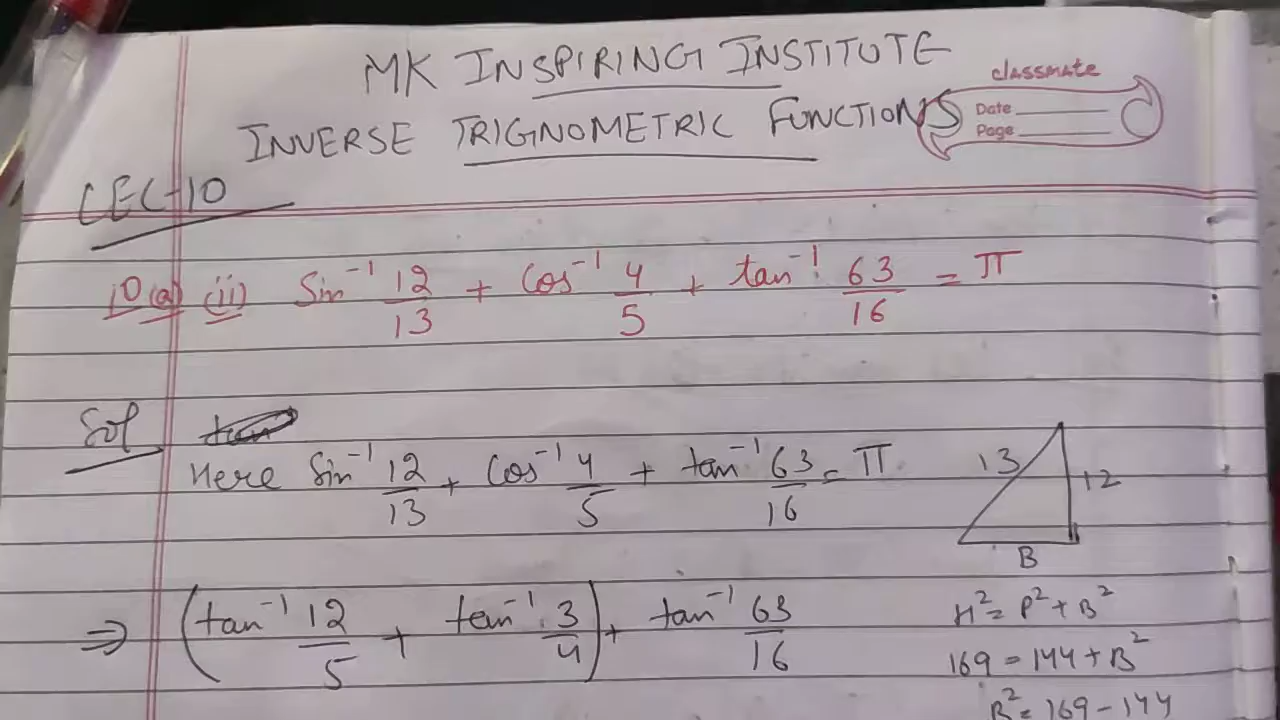 MK INSPIRING INSTITUTE
classmate
Date
Page
INVERSE TRIGNOMETRIC FUNCTIONS
CEC-10
10(a) (ii) Sin⁻¹ 12/13 + Cos⁻¹ 4/5 + tan⁻¹ 63/16 = π
Sol
Here Sin⁻¹ 12/13 + Cos⁻¹ 4/5 + tan⁻¹ 63/16 = π
13
12
B
⇒ (tan⁻¹ 12/5 + tan⁻¹ 3/4) + tan⁻¹ 63/16
H² = P² + B²
169 = 144 + B²
B² = 169 - 144